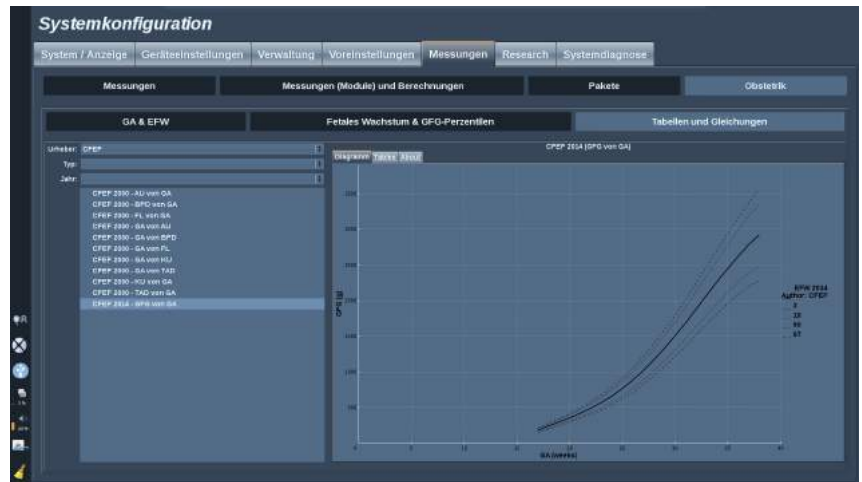 Systemkonfiguration
System / Anzeige Geräteeinstellungen Verwaltung Voreinstellungen Messungen Research Systemdiagnose
Messungen Messungen (Module) und Berechnungen Pakete Obstetrik
GA & EFW Fetales Wachstum & GFG-Perzentilen Tabellen und Gleichungen
Urheber: CFEF
Typ:
Jahr:
CFEF 2000 - AU von GA
CFEF 2000 - BPD von GA
CFEF 2000 - FL von GA
CFEF 2000 - GA von AU
CFEF 2000 - GA von BPD
CFEF 2000 - GA von FL
CFEF 2000 - GA von KU
CFEF 2000 - GA von TAD
CFEF 2000 - KU von GA
CFEF 2000 - TAD von GA
CFEF 2014 - GFG von GA
CFEF 2014 (GFG von GA)
Diagramm Tables About
GFG [g]
EFW 2014
Author: CFEF
3
10
90
97
GA (weeks)